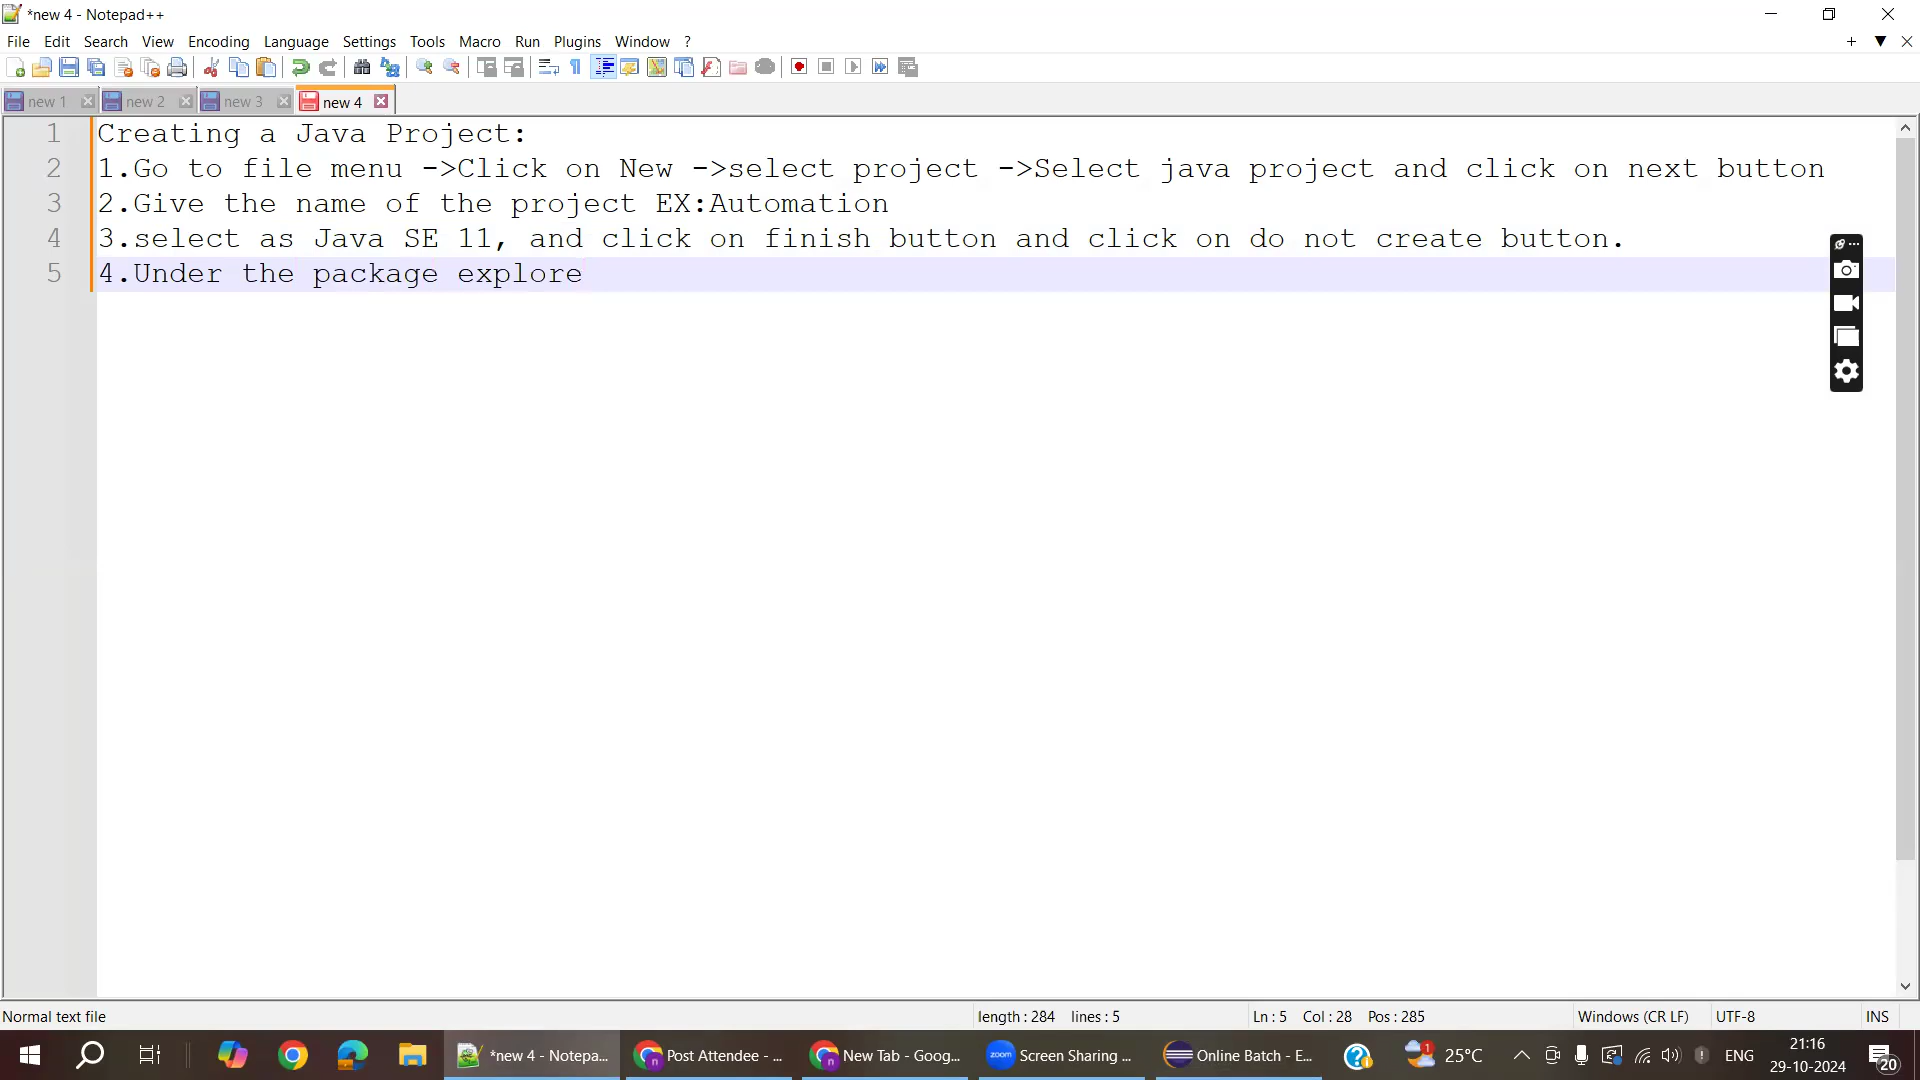 *new 4 - Notepad++
File Edit Search View Encoding Language Settings Tools Macro Run Plugins Window ?
new 1 new 2 new 3 new 4
1 Creating a Java Project:
2 1.Go to file menu ->Click on New ->select project ->Select java project and click on next button
3 2.Give the name of the project EX:Automation
4 3.select as Java SE 11, and click on finish button and click on do not create button.
5 4.Under the package explore
Normal text file length : 284 lines : 5 Ln : 5 Col : 28 Pos : 285 Windows (CR LF) UTF-8 INS
*new 4 - Notepa... Post Attendee - ... New Tab - Goog... zoom Screen Sharing ... Online Batch - E... 1 25°C ENG 21:16 20
29-10-2024